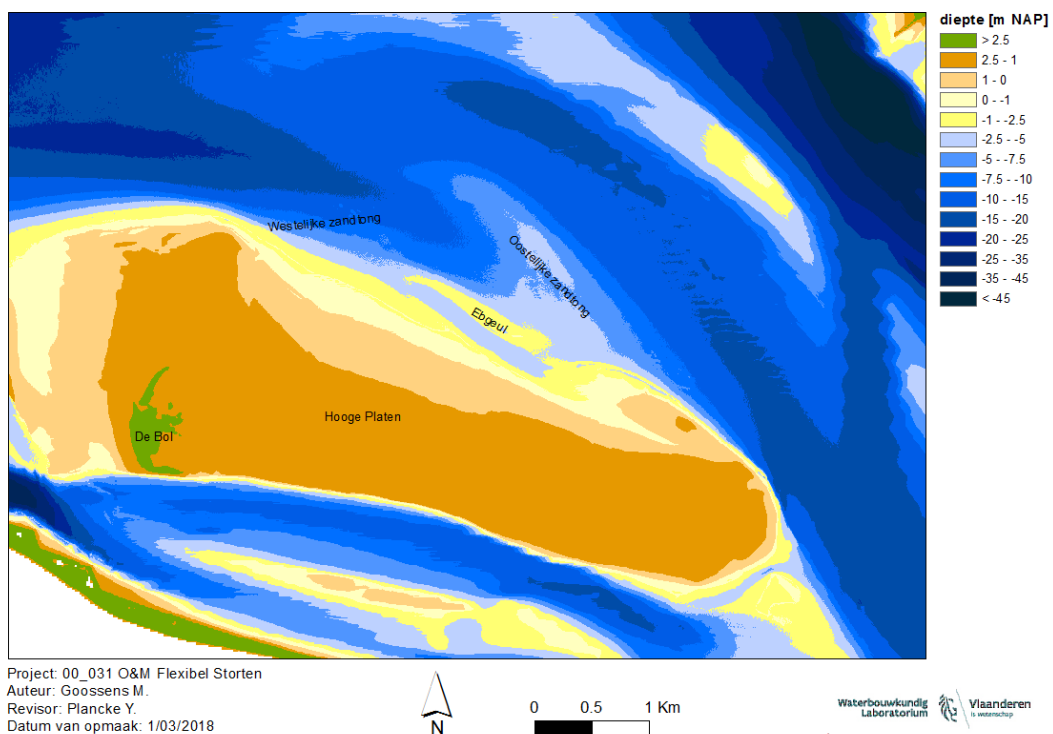 diepte [m NAP]
> 2.5
2.5 - 1
1 - 0
0 - -1
-1 - -2.5
-2.5 - -5
-5 - -7.5
-7.5 - -10
-10 - -15
-15 - -20
-20 - -25
-25 - -35
-35 - -45
< -45
Westelijke zandtong
Oostelijke zandtong
Ebgeul
Hooge Platen
De Bol
Project: 00_031 O&M Flexibel Storten
Auteur: Goossens M.
Revisor: Plancke Y.
Datum van opmaak: 1/03/2018
N
0 0.5 1 Km
Waterbouwkundig
Laboratorium
Vlaanderen
is wetenschap